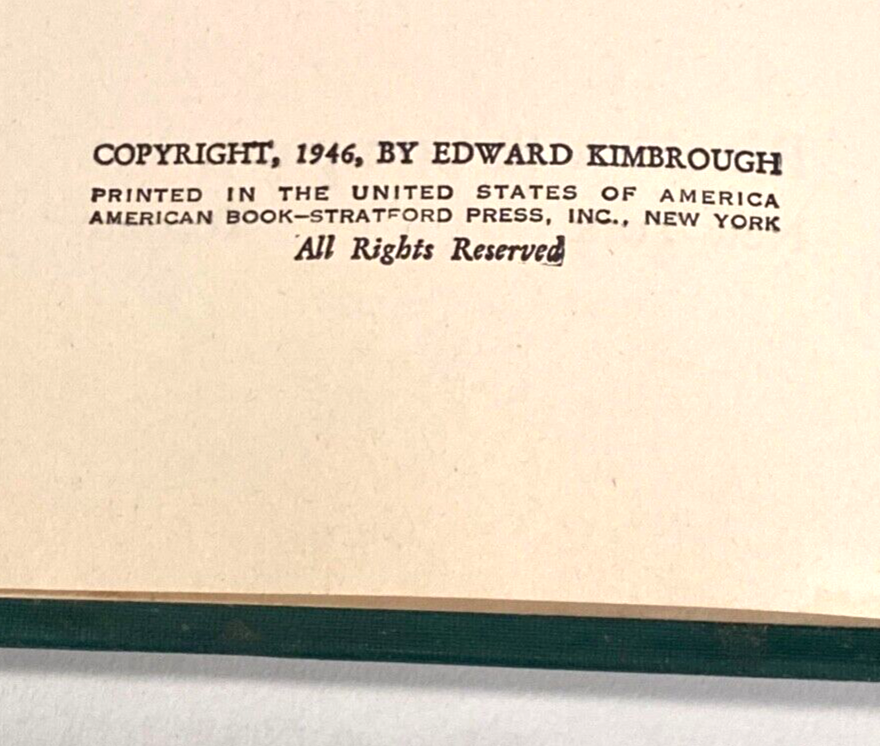 COPYRIGHT, 1946, BY EDWARD KIMBROUGH
PRINTED IN THE UNITED STATES OF AMERICA
AMERICAN BOOK—STRATFORD PRESS, INC., NEW YORK
All Rights Reserved